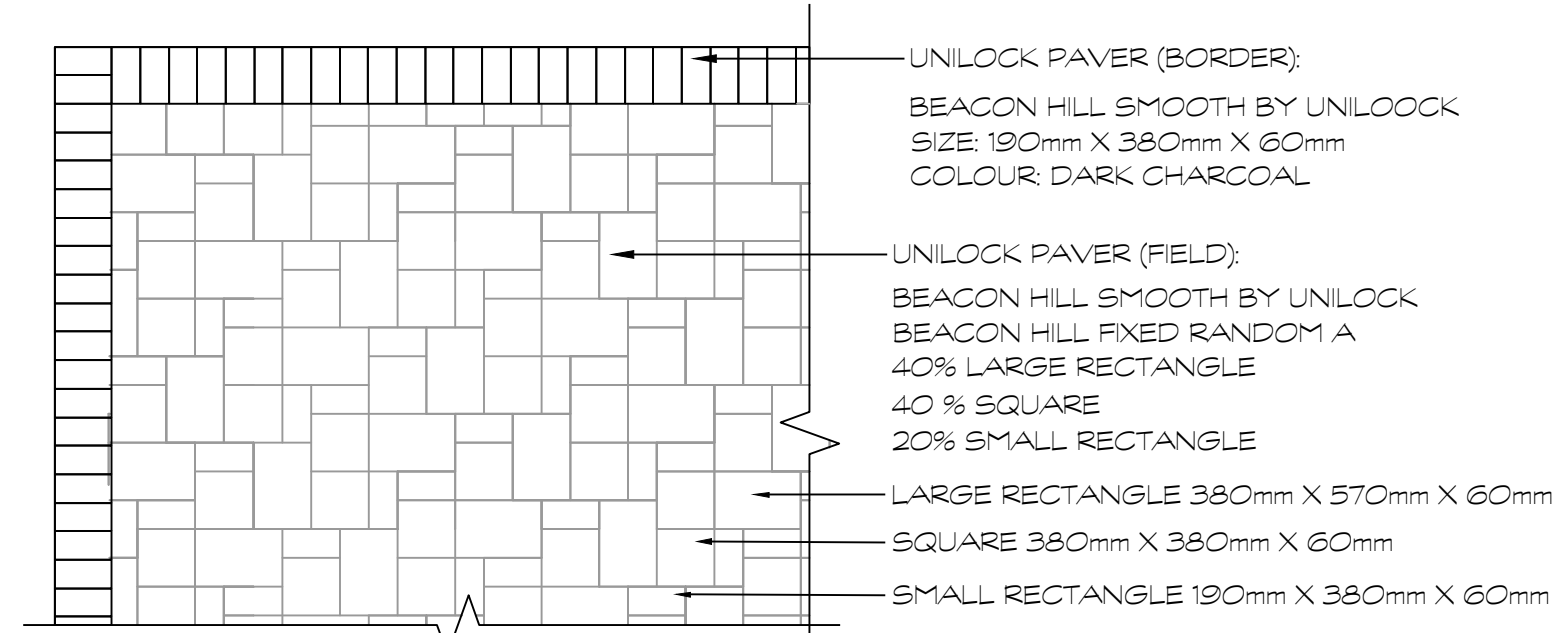 UNILOCK PAVER (BORDER):
BEACON HILL SMOOTH BY UNILOOCK
SIZE: 190mm X 380mm X 60mm
COLOUR: DARK CHARCOAL
UNILOCK PAVER (FIELD):
BEACON HILL SMOOTH BY UNILOCK
BEACON HILL FIXED RANDOM A
40% LARGE RECTANGLE
40 % SQUARE
20% SMALL RECTANGLE
LARGE RECTANGLE 380mm X 570mm X 60mm
SQUARE 380mm X 380mm X 60mm
SMALL RECTANGLE 190mm X 380mm X 60mm